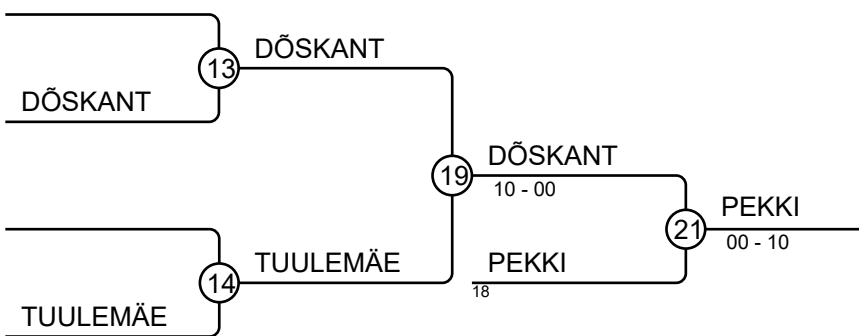 DÕSKANT
13
DÕSKANT
DÕSKANT
19
10 - 00
PEKKI
21
00 - 10
TUULEMÄE
PEKKI
14
18
TUULEMÄE